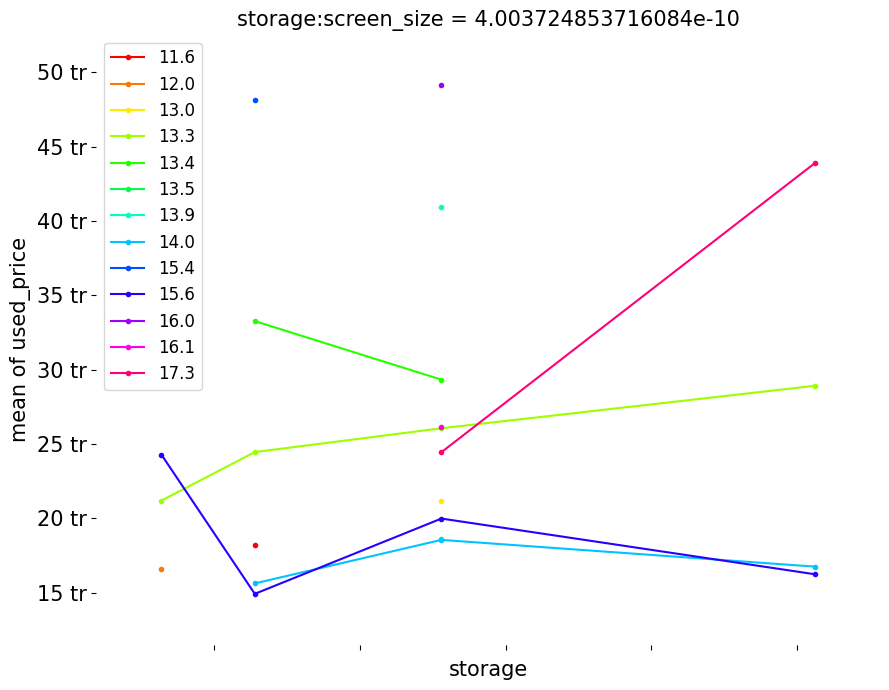 storage:screen_size = 4.003724853716084e-10
50 tr
45 tr
40 tr
35 tr
30 tr
25 tr
20 tr
15 tr
mean of used_price
11.6
12.0
13.0
13.3
13.4
13.5
13.9
14.0
15.4
15.6
16.0
16.1
17.3
storage